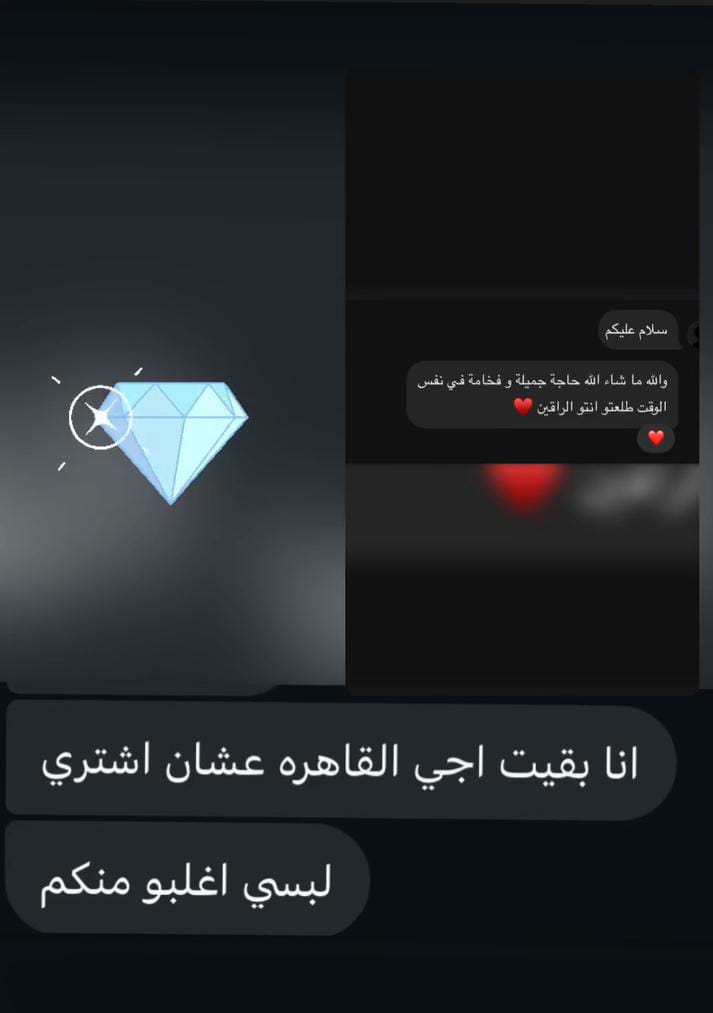 سلام عليكم
والله ما شاء الله حاجة جميلة و فخامة في نفس
الوقت طلعتو انتو الراقين ♥️
❤️
انا بقيت اجي القاهره عشان اشتري
لبسي اغلبو منكم